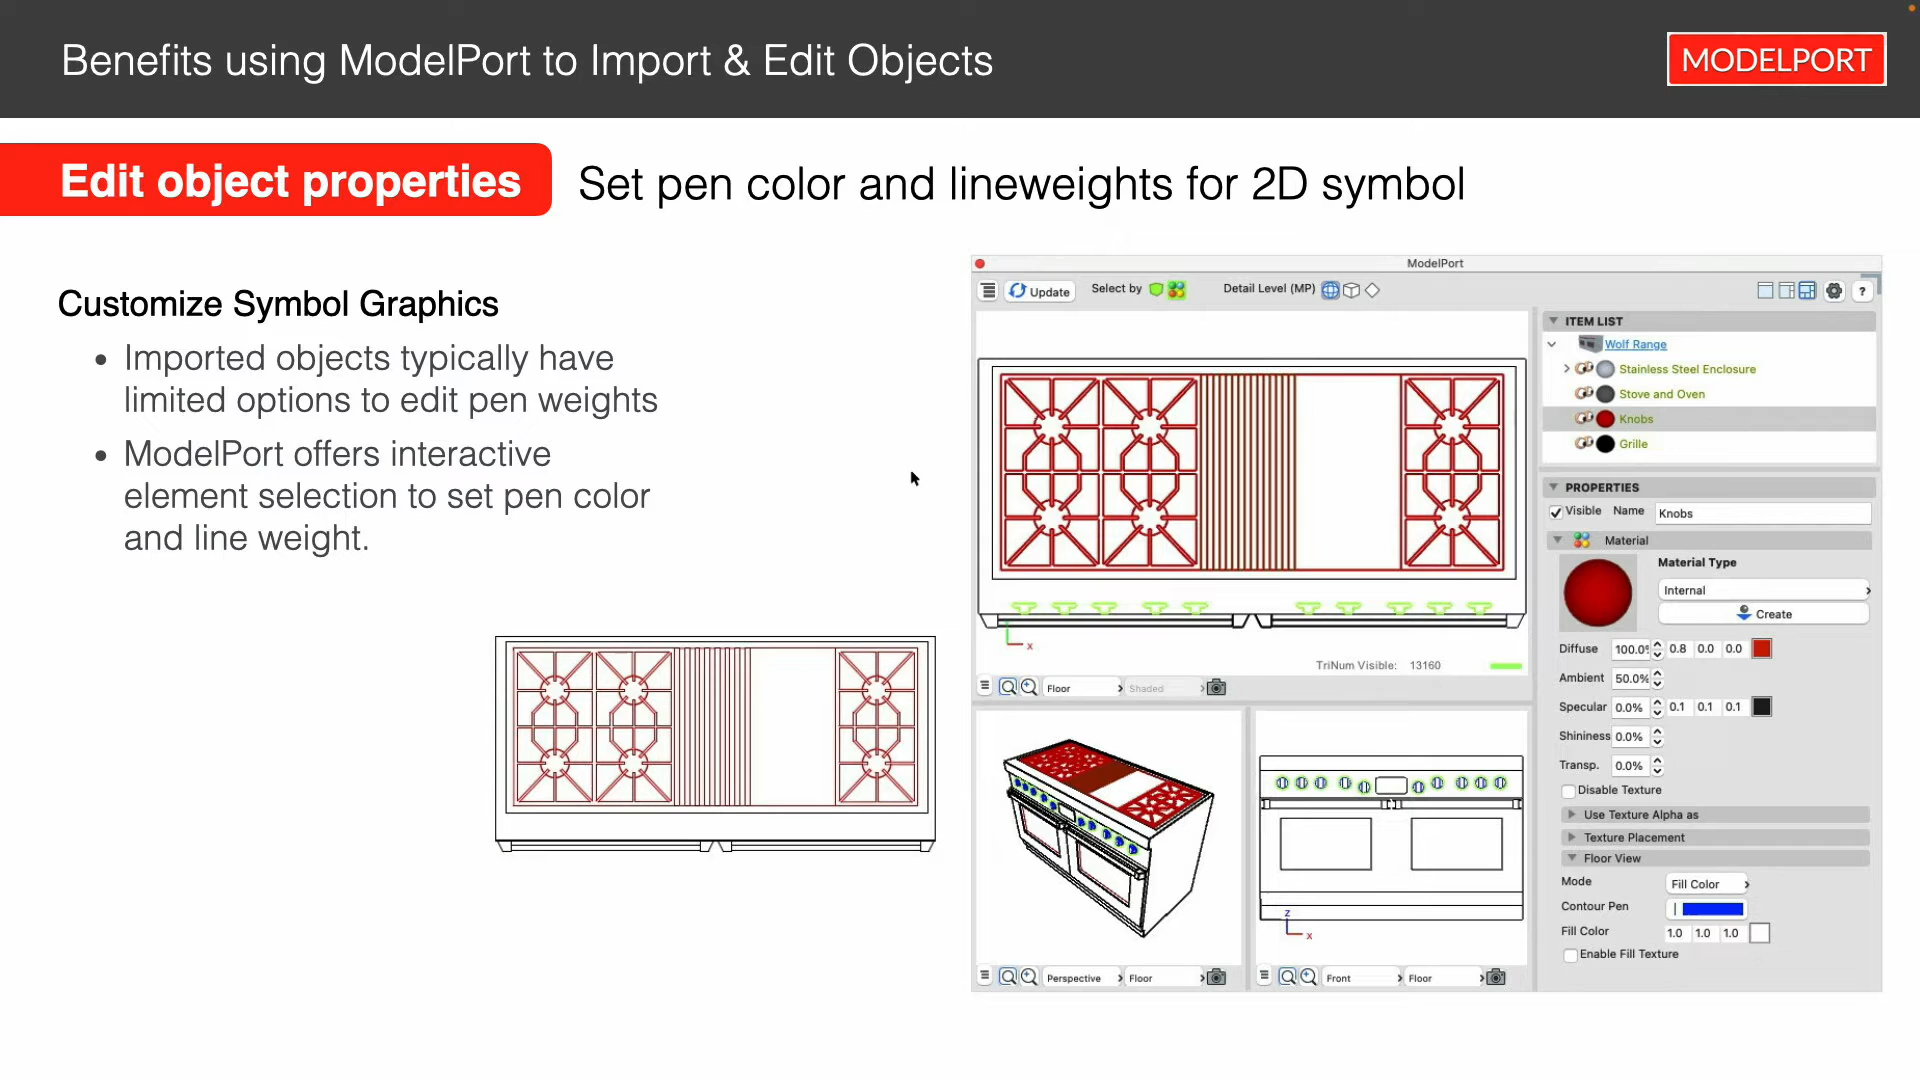 Benefits using ModelPort to Import & Edit Objects
MODELPORT
Edit object properties
Set pen color and lineweights for 2D symbol
Customize Symbol Graphics
• Imported objects typically have
limited options to edit pen weights
• ModelPort offers interactive
element selection to set pen color
and line weight.
ModelPort
Update
Select by
Detail Level (MP)
?
x
TriNum Visible: 13160
Floor
Shaded
Perspective
Floor
z
x
Front
Floor
ITEM LIST
Wolf Range
Stainless Steel Enclosure
Stove and Oven
Knobs
Grille
PROPERTIES
Visible Name Knobs
Material
Material Type
Internal
Create
Diffuse 100.0% 0.8 0.0 0.0
Ambient 50.0%
Specular 0.0% 0.1 0.1 0.1
Shininess 0.0%
Transp. 0.0%
Disable Texture
Use Texture Alpha as
Texture Placement
Floor View
Mode Fill Color
Contour Pen
Fill Color 1.0 1.0 1.0
Enable Fill Texture